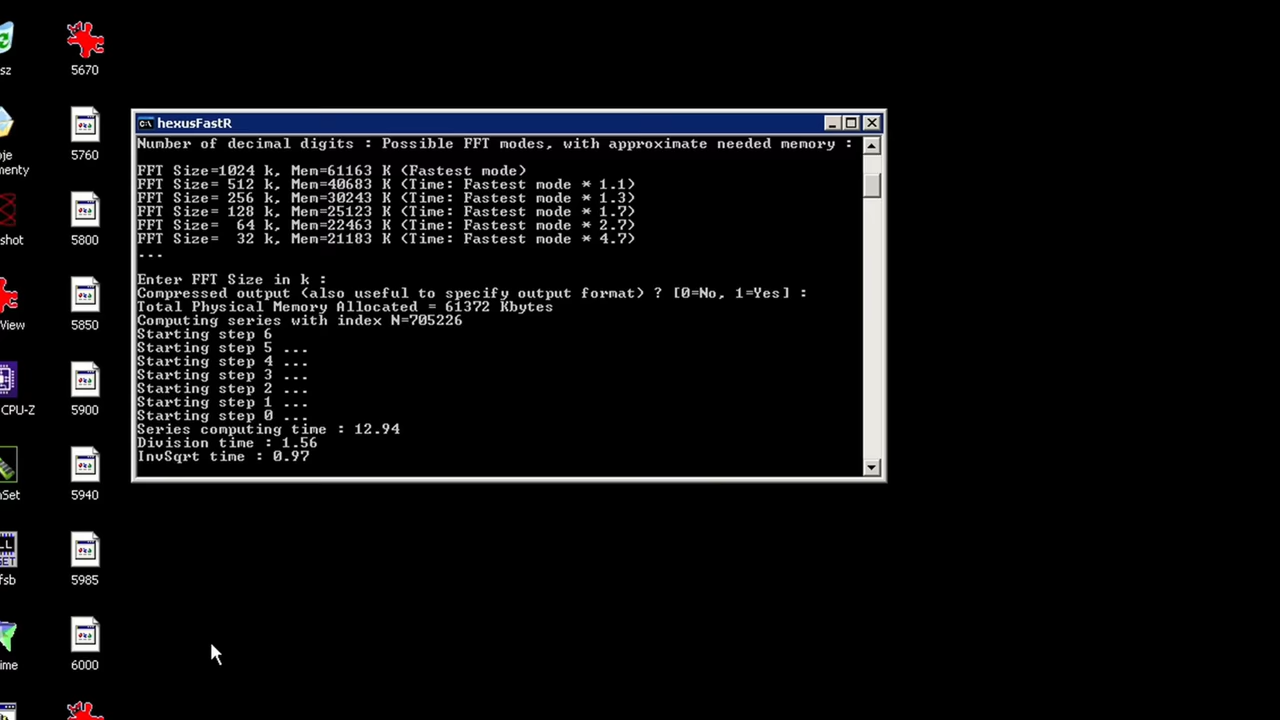 sz
5670
5760
oje
menty
5800
shot
5850
View
5900
CPU-Z
5940
nSet
5985
fsb
6000
ime
hexusFastR
Number of decimal digits : Possible FFT modes, with approximate needed memory :
FFT Size=1024 k, Mem=61163 K (Fastest mode)
FFT Size= 512 k, Mem=40683 K (Time: Fastest mode * 1.1)
FFT Size= 256 k, Mem=30243 K (Time: Fastest mode * 1.3)
FFT Size= 128 k, Mem=25123 K (Time: Fastest mode * 1.7)
FFT Size=  64 k, Mem=22463 K (Time: Fastest mode * 2.7)
FFT Size=  32 k, Mem=21183 K (Time: Fastest mode * 4.7)
...
Enter FFT Size in k :
Compressed output (also useful to specify output format) ? [0=No, 1=Yes] :
Total Physical Memory Allocated = 61372 Kbytes
Computing series with index N=705226
Starting step 6
Starting step 5 ...
Starting step 4 ...
Starting step 3 ...
Starting step 2 ...
Starting step 1 ...
Starting step 0 ...
Series computing time : 12.94
Division time : 1.56
InvSqrt time : 0.97